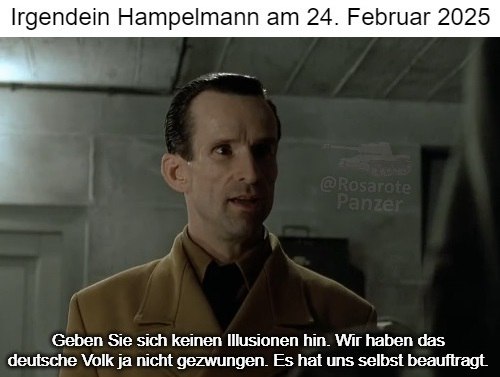 Irgendein Hampelmann am 24. Februar 2025
@Rosarote
Panzer
Geben Sie sich keinen Illusionen hin. Wir haben das
deutsche Volk ja nicht gezwungen. Es hat uns selbst beauftragt.